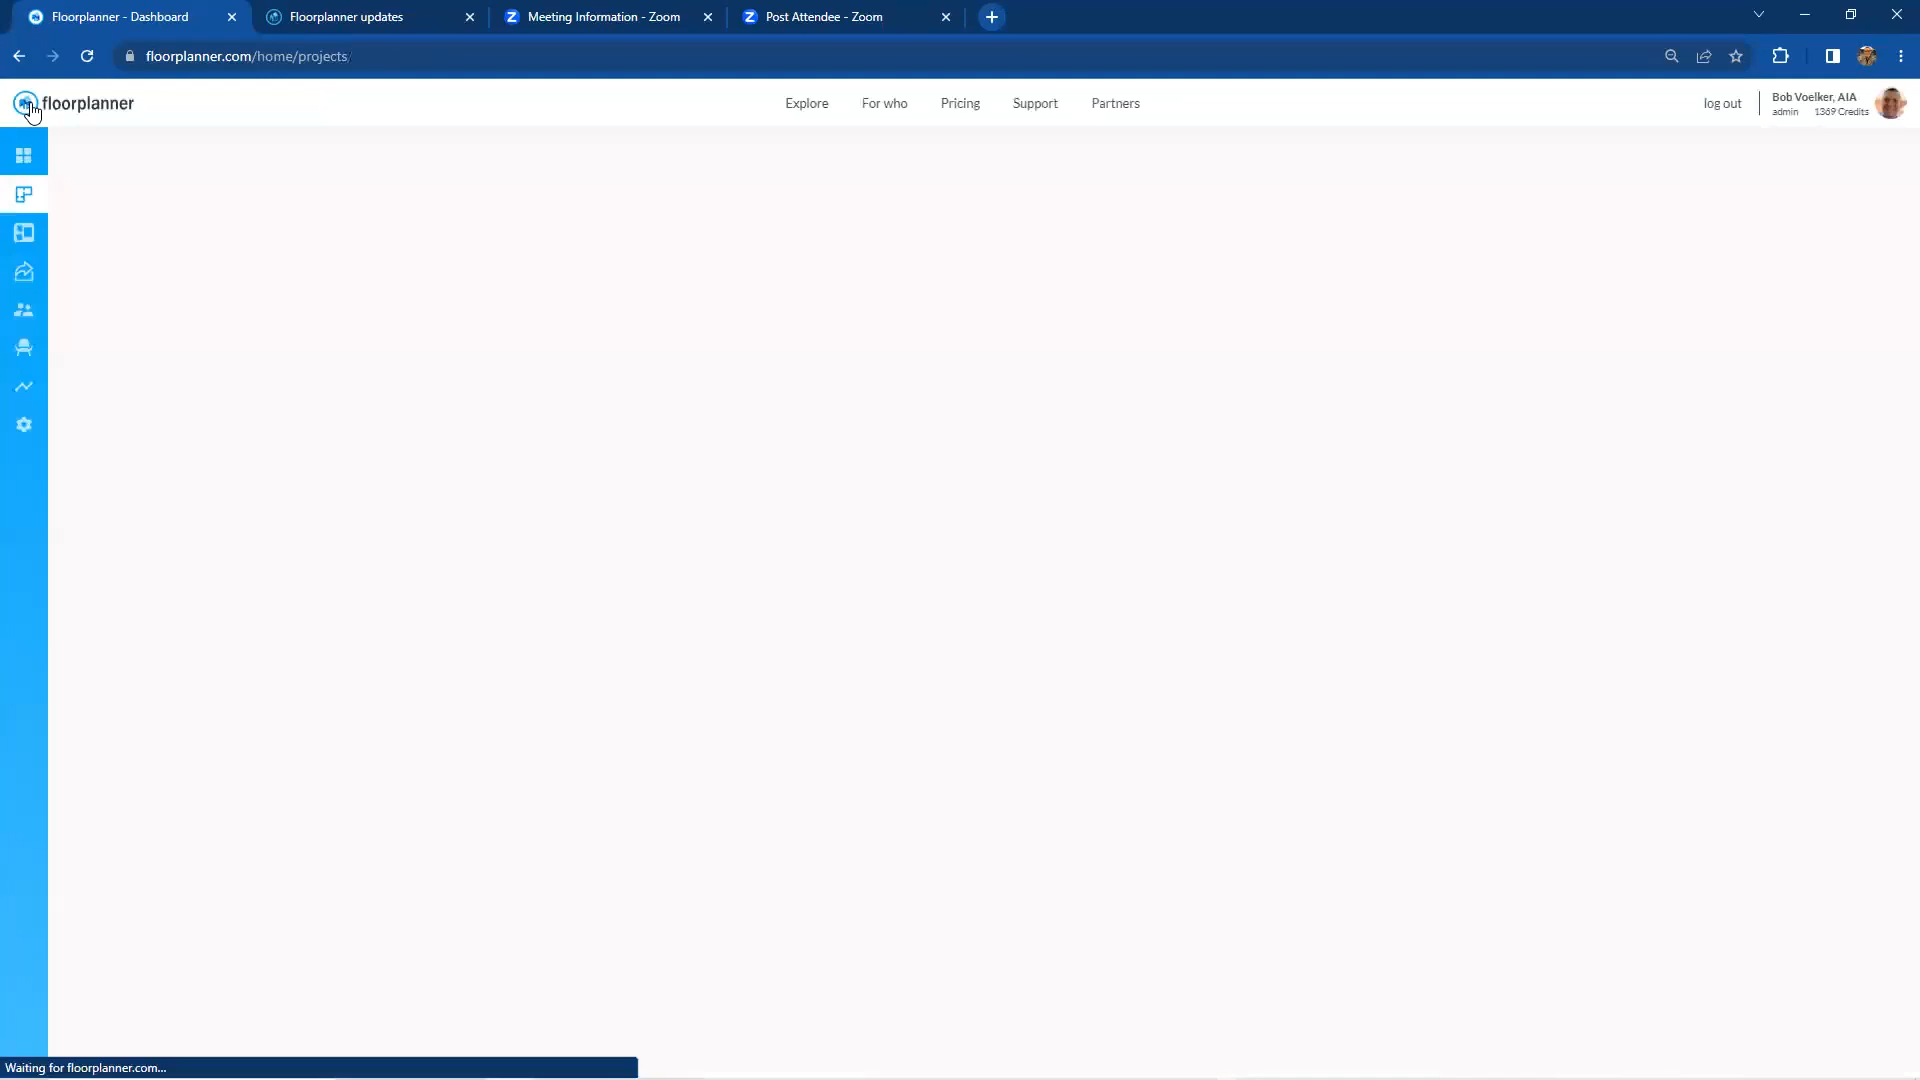 Floorplanner - Dashboard
Floorplanner updates
Meeting Information - Zoom
Post Attendee - Zoom
floorplanner.com/home/projects/
floorplanner
Explore
For who
Pricing
Support
Partners
log out
Bob Voelker, AIA
admin 1369 Credits
Waiting for floorplanner.com...